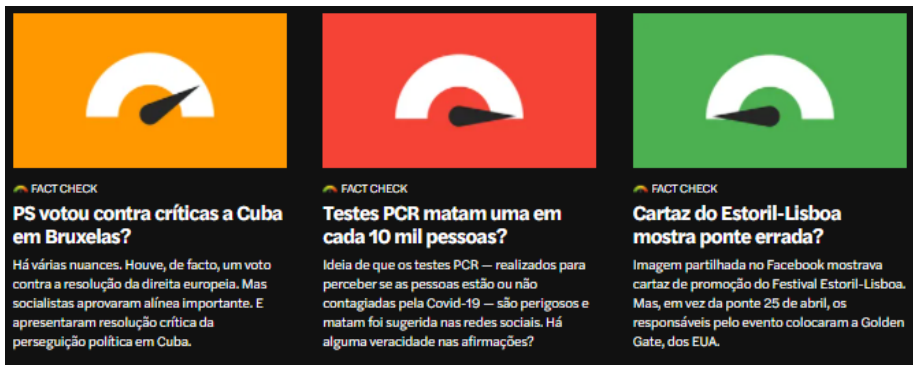 FACT CHECK
PS votou contra críticas a Cuba
em Bruxelas?
Há várias nuances. Houve, de facto, um voto
contra a resolução da direita europeia. Mas
socialistas aprovaram alínea importante. E
apresentaram resolução crítica da
perseguição política em Cuba.
FACT CHECK
Testes PCR matam uma em
cada 10 mil pessoas?
Ideia de que os testes PCR — realizados para
perceber se as pessoas estão ou não
contagiadas pela Covid-19 — são perigosos e
matam foi sugerida nas redes sociais. Há
alguma veracidade nas afirmações?
FACT CHECK
Cartaz do Estoril-Lisboa
mostra ponte errada?
Imagem partilhada no Facebook mostrava
cartaz de promoção do Festival Estoril-Lisboa.
Mas, em vez da ponte 25 de abril, os
responsáveis pelo evento colocaram a Golden
Gate, dos EUA.